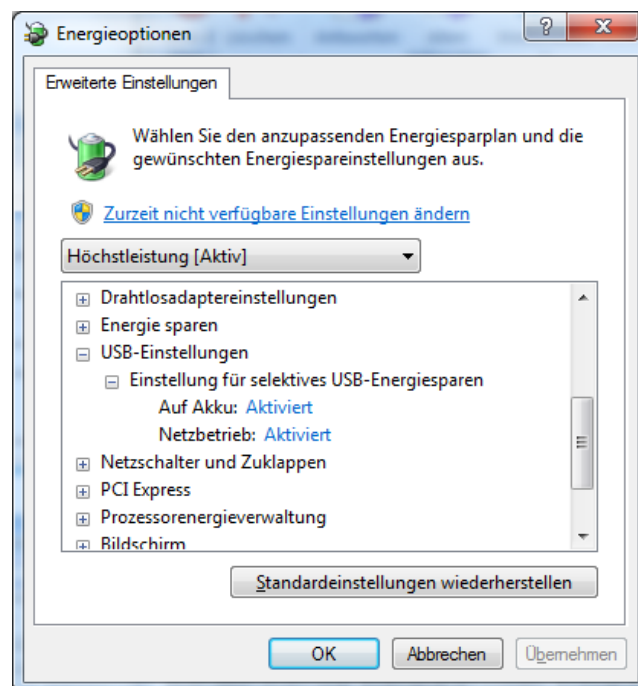 Energieoptionen
Erweiterte Einstellungen
Wählen Sie den anzupassenden Energiesparplan und die
gewünschten Energiespareinstellungen aus.
Zurzeit nicht verfügbare Einstellungen ändern
Höchstleistung [Aktiv]
Drahtlosadaptereinstellungen
Energie sparen
USB-Einstellungen
Einstellung für selektives USB-Energiesparen
Auf Akku: Aktiviert
Netzbetrieb: Aktiviert
Netzschalter und Zuklappen
PCI Express
Prozessorenergieverwaltung
Bildschirm
Standardeinstellungen wiederherstellen
OK Abbrechen Übernehmen